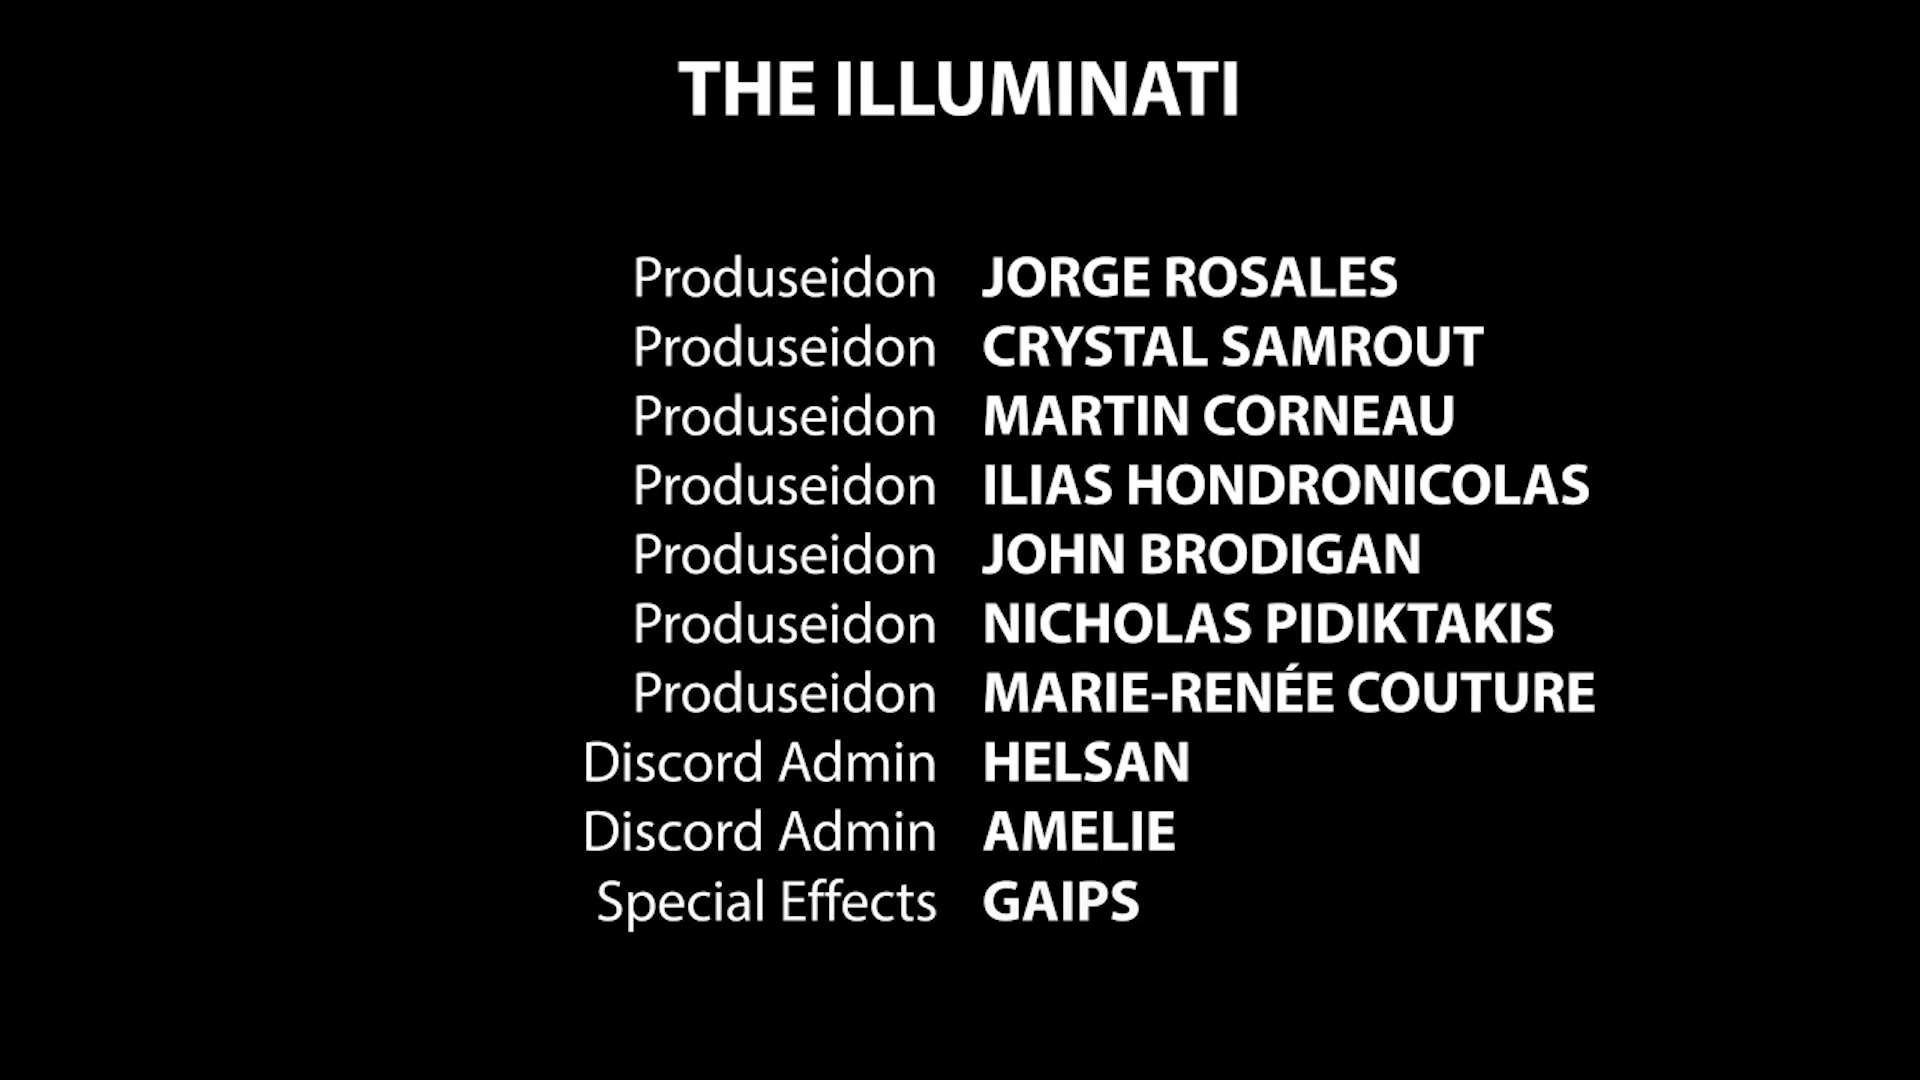 THE ILLUMINATI
Produseidon JORGE ROSALES
Produseidon CRYSTAL SAMROUT
Produseidon MARTIN CORNEAU
Produseidon ILIAS HONDRONICOLAS
Produseidon JOHN BRODIGAN
Produseidon NICHOLAS PIDIKTAKIS
Produseidon MARIE-RENÉE COUTURE
Discord Admin HELSAN
Discord Admin AMELIE
Special Effects GAIPS